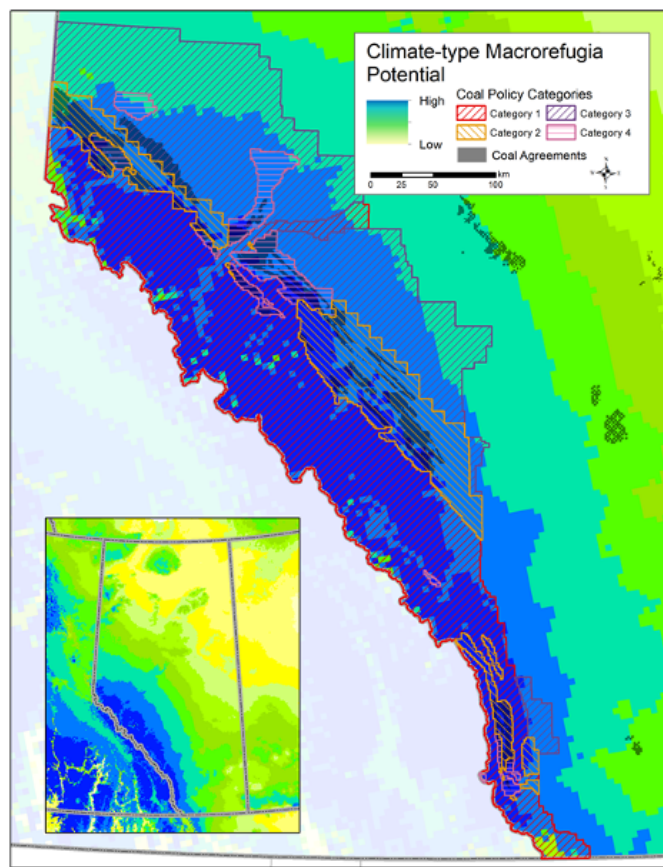 Climate-type Macrorefugia
Potential
High
Low
Coal Policy Categories
Category 1
Category 3
Category 2
Category 4
Coal Agreements
km
0 25 50 100
N